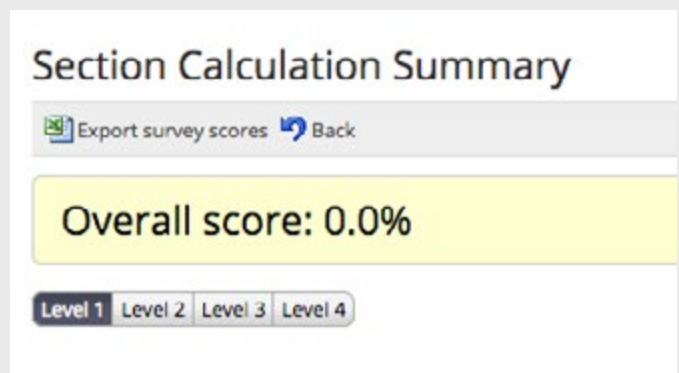 Section Calculation Summary
Export survey scores Back
Overall score: 0.0%
Level 1 Level 2 Level 3 Level 4